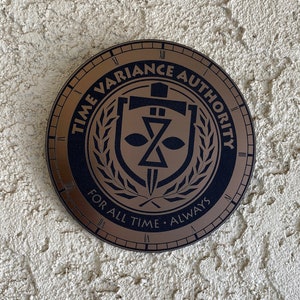 TIME VARIANCE AUTHORITY
FOR ALL TIME • ALWAYS